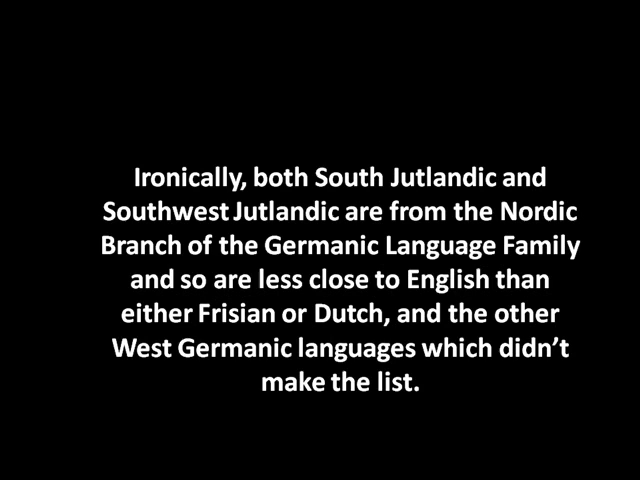 Ironically, both South Jutlandic and
Southwest Jutlandic are from the Nordic
Branch of the Germanic Language Family
and so are less close to English than
either Frisian or Dutch, and the other
West Germanic languages which didn’t
make the list.